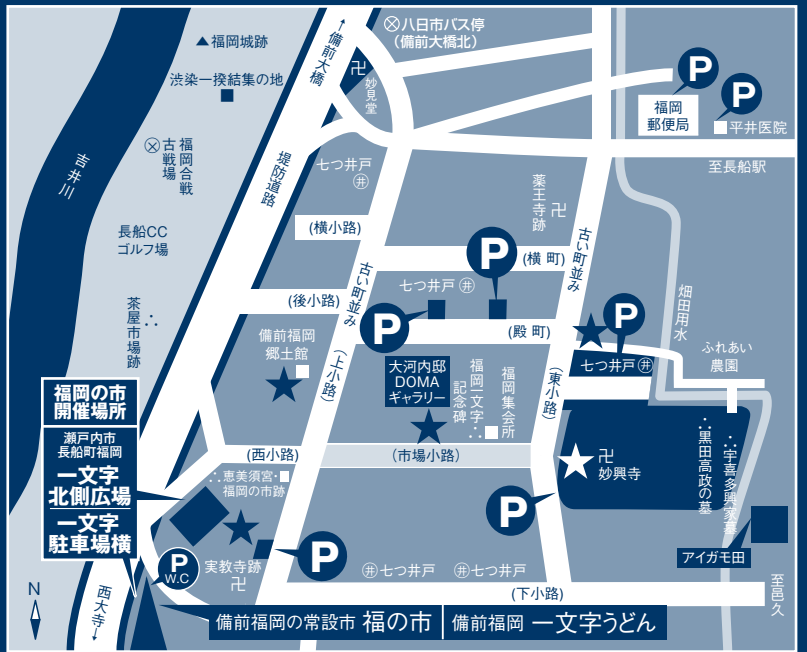 ↑備前大橋
八日市バス停
(備前大橋北)
▲福岡城跡
渋染一揆結集の地
卍妙見堂
P
P
福岡
郵便局
平井医院
至長船駅
吉井川
福岡合戦
古戦場
堤防道路
七つ井戸
井
薬王寺跡
卍
長船CC
ゴルフ場
(横小路)
古い町並み
P
(横 町)
古い町並み
畑田用水
茶屋市場跡
(後小路)
七つ井戸 井
P
(殿 町)
P
備前福岡
郷土館
(上小路)
大河内邸
DOMA
ギャラリー
福岡一文字
記念碑
福岡集会所
(東小路)
七つ井戸 井
ふれあい
農園
福岡の市
開催場所
瀬戸内市
長船町福岡
一文字
北側広場
一文字
駐車場横
(西小路)
(市場小路)
恵美須宮・
福岡の市跡
卍
妙興寺
黒田高政の墓
宇喜多興家墓
P
P
アイガモ田
P
W.C
実教寺跡
卍
井七つ井戸
井七つ井戸
(下小路)
至邑久
N
西大寺↓
備前福岡の常設市 福の市
備前福岡 一文字うどん